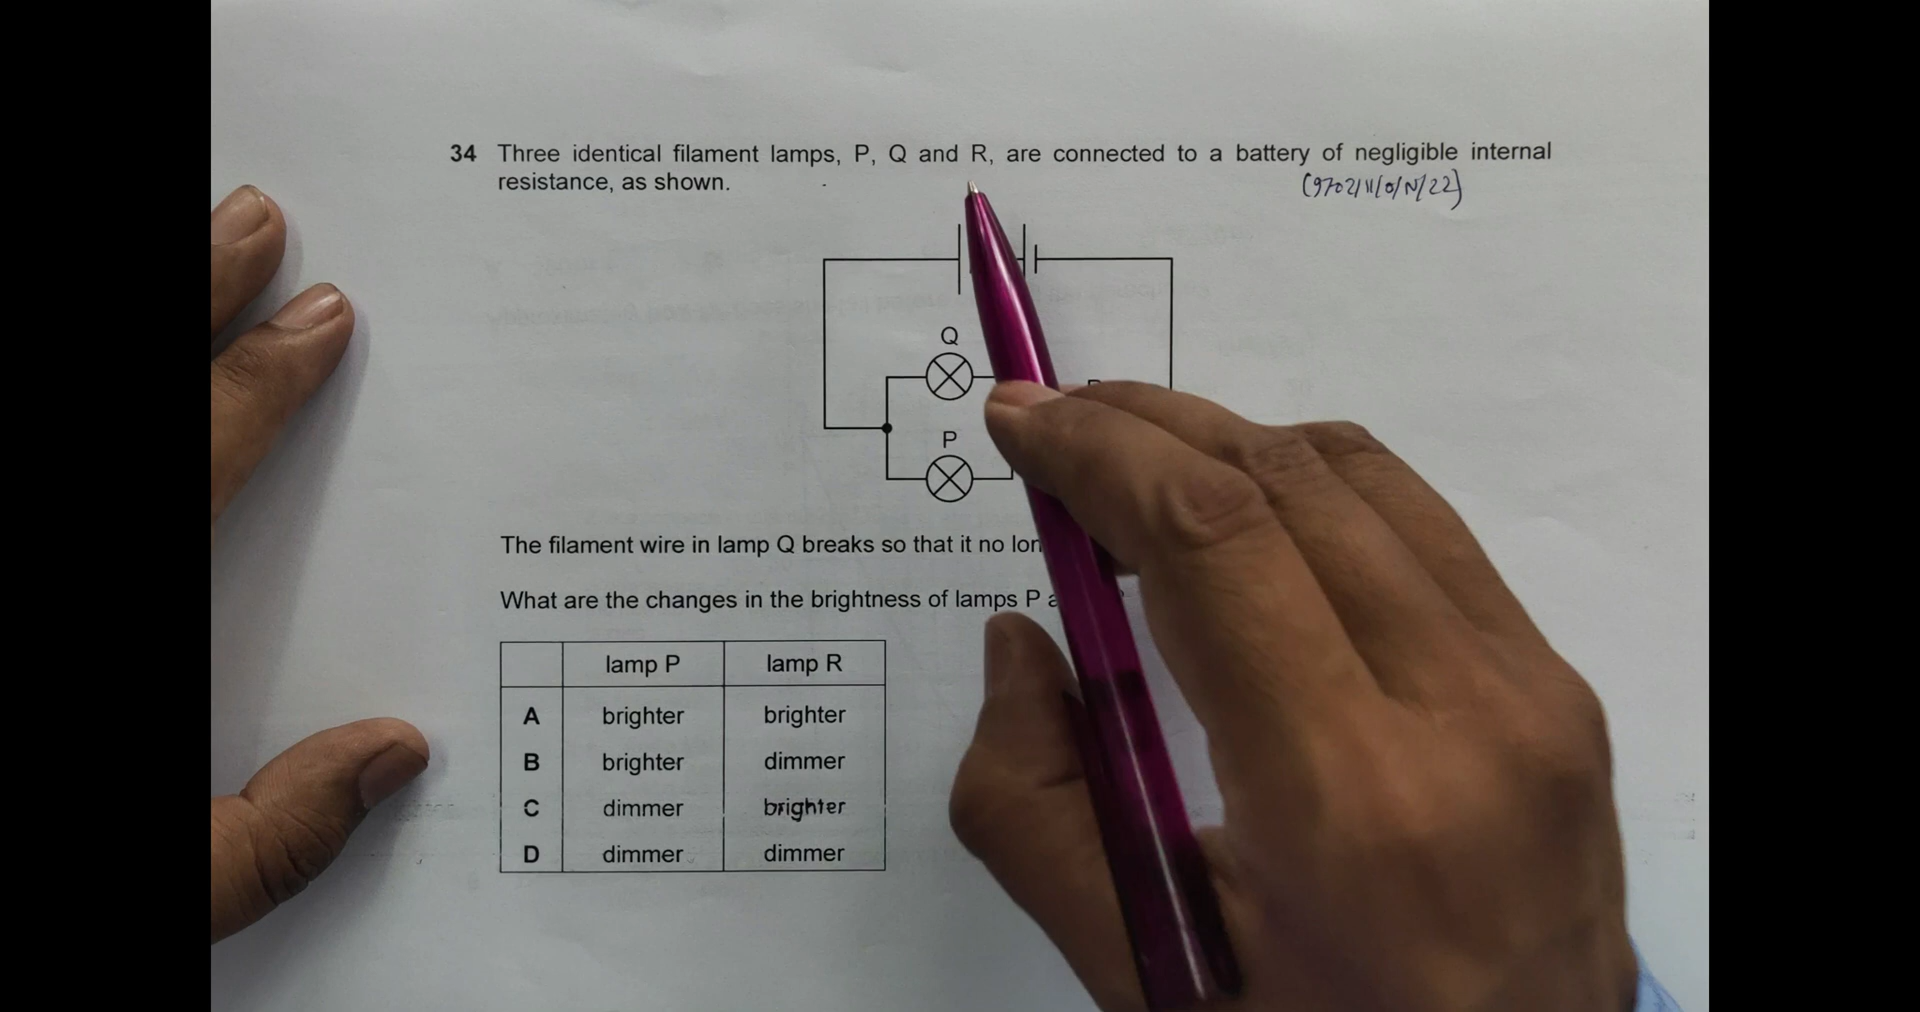 34 Three identical filament lamps, P, Q and R, are connected to a battery of negligible internal
resistance, as shown.
(9702/11/O/N/22)
Q
P
The filament wire in lamp Q breaks so that it no
What are the changes in the brightness of lamps P
lamp P lamp R
A brighter brighter
B brighter dimmer
C dimmer brighter
D dimmer dimmer